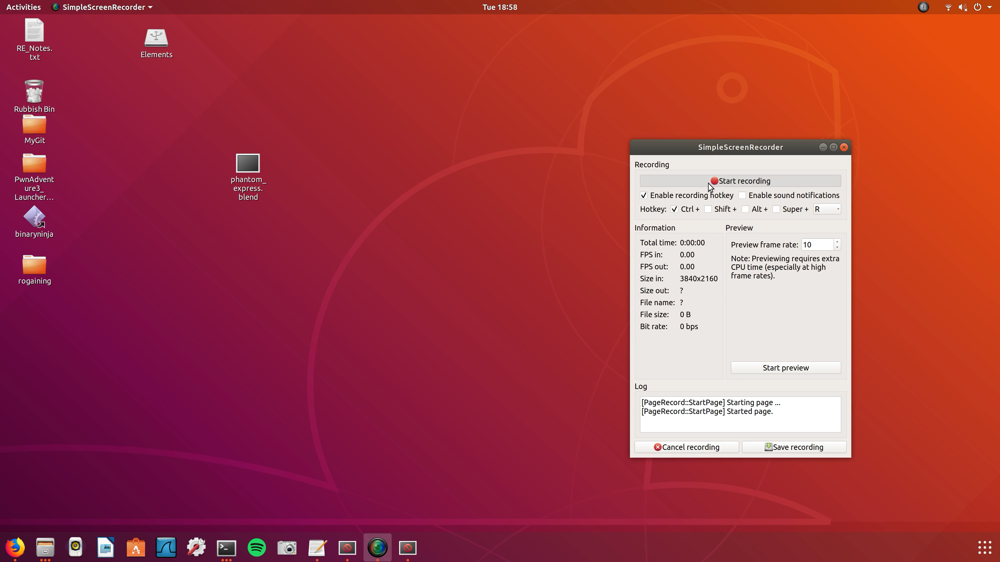 Activities
SimpleScreenRecorder
Tue 18:58
RE_Notes.
txt
Elements
Rubbish Bin
MyGit
PwnAdvent
ure3_
Launcher...
phantom_
express.
blend
binaryninja
rogaining
SimpleScreenRecorder
Recording
Start recording
Enable recording hotkey Enable sound notifications
Hotkey: Ctrl + Shift + Alt + Super + R
Information
Total time: 0:00:00
FPS in: 0.00
FPS out: 0.00
Size in: 3840x2160
Size out: ?
File name: ?
File size: 0 B
Bit rate: 0 bps
Preview
Preview frame rate: 10
Note: Previewing requires extra
CPU time (especially at high
frame rates).
Start preview
Log
[PageRecord::StartPage] Starting page ...
[PageRecord::StartPage] Started page.
Cancel recording
Save recording